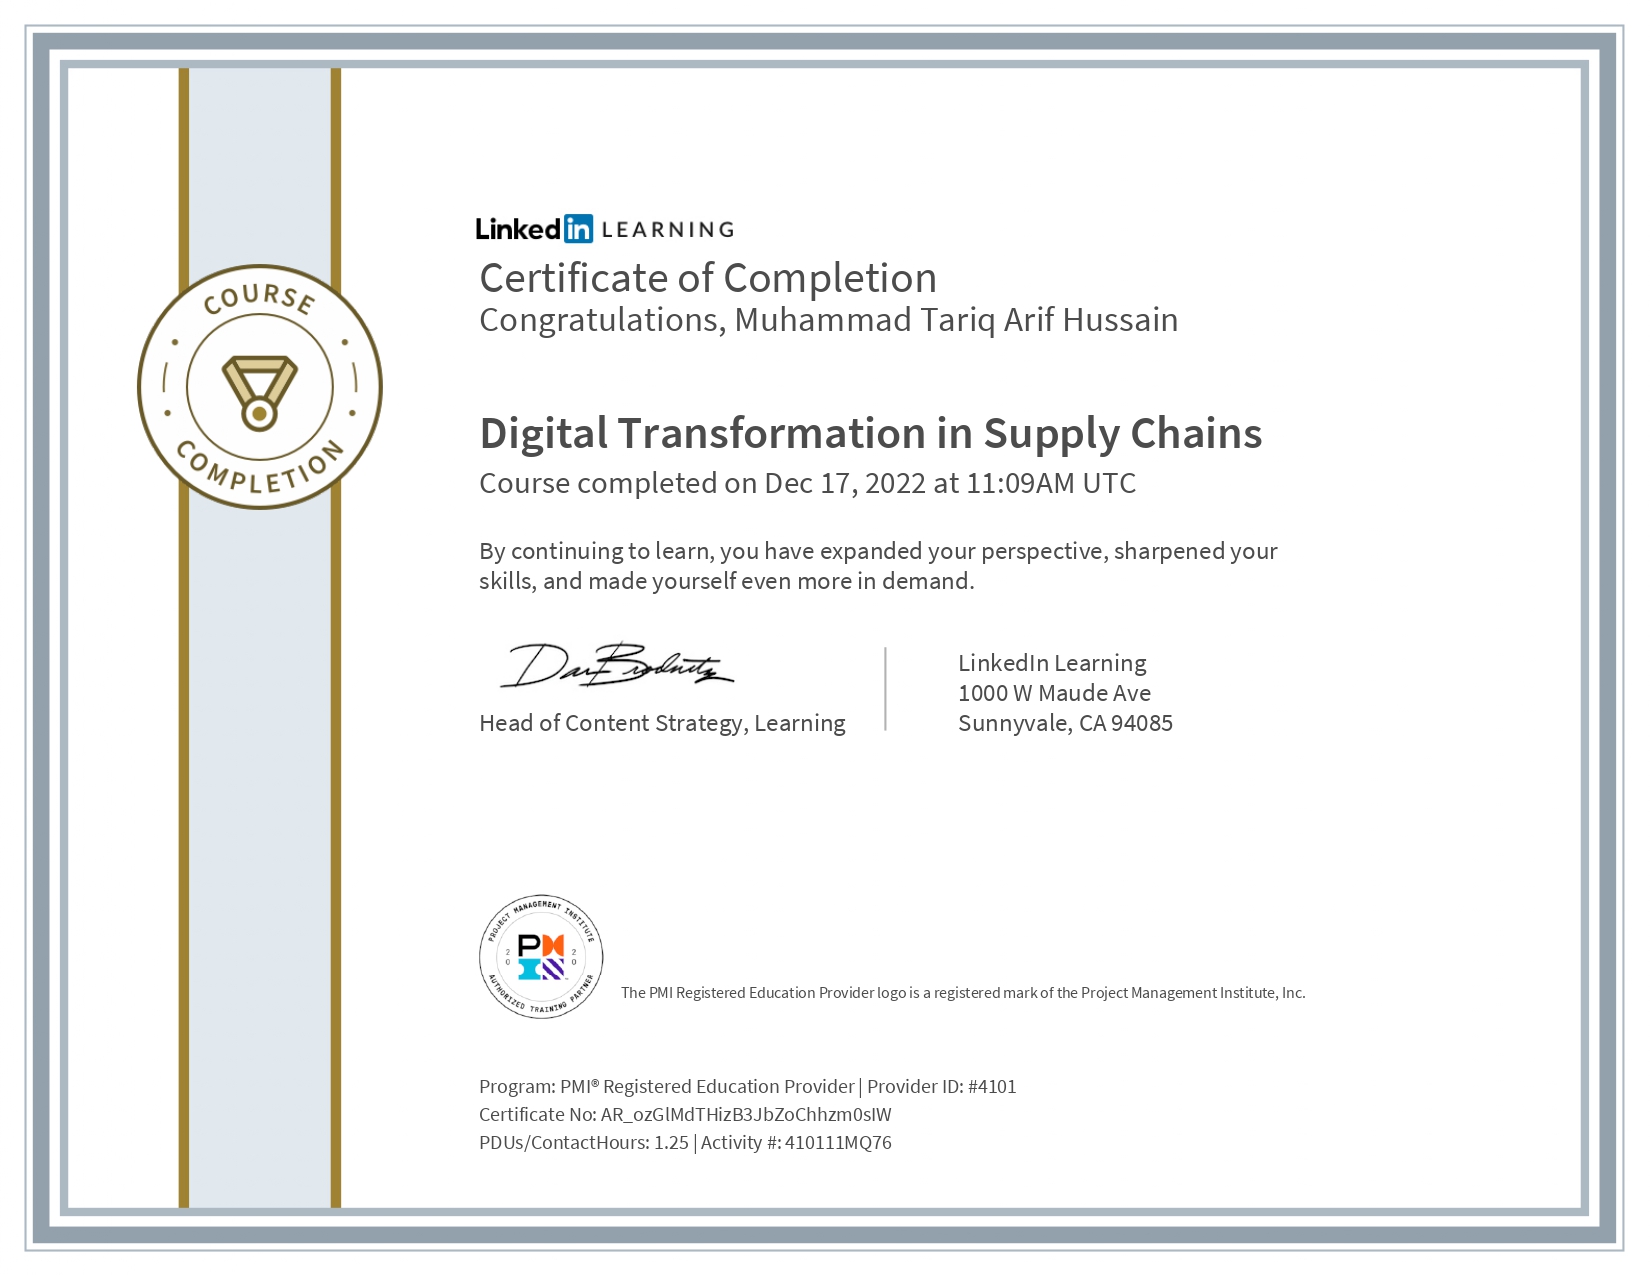 COURSE
COMPLETION
Linkedin LEARNING
Certificate of Completion
Congratulations, Muhammad Tariq Arif Hussain
Digital Transformation in Supply Chains
Course completed on Dec 17, 2022 at 11:09AM UTC
By continuing to learn, you have expanded your perspective, sharpened your
skills, and made yourself even more in demand.
Head of Content Strategy, Learning
LinkedIn Learning
1000 W Maude Ave
Sunnyvale, CA 94085
PROJECT MANAGEMENT INSTITUTE
20 PMI 20
AUTHORIZED TRAINING PARTNER
The PMI Registered Education Provider logo is a registered mark of the Project Management Institute, Inc.
Program: PMI® Registered Education Provider | Provider ID: #4101
Certificate No: AR_ozGlMdTHizB3JbZoChhzm0sIW
PDUs/ContactHours: 1.25 | Activity #: 410111MQ76